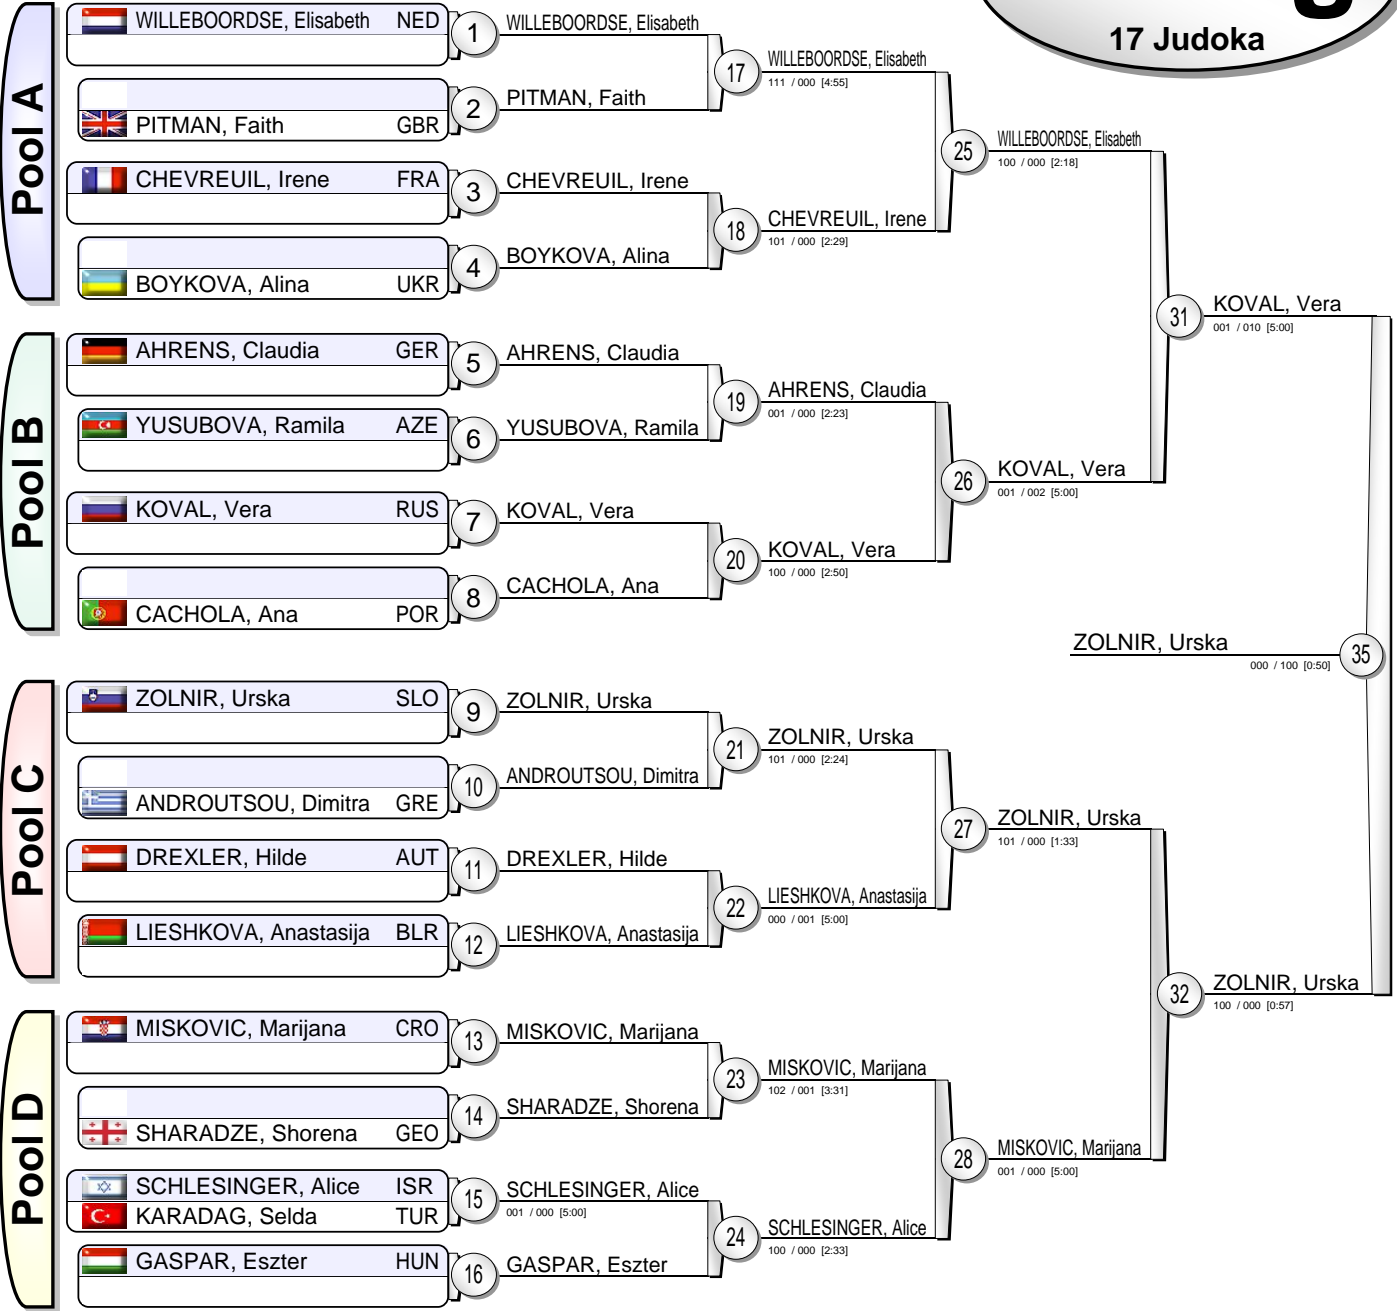 17 Judoka
Pool A
WILLEBOORDSE, Elisabeth NED
1
PITMAN, Faith GBR
2
CHEVREUIL, Irene FRA
3
BOYKOVA, Alina UKR
4
Pool B
AHRENS, Claudia GER
5
YUSUBOVA, Ramila AZE
6
KOVAL, Vera RUS
7
CACHOLA, Ana POR
8
Pool C
ZOLNIR, Urska SLO
9
ANDROUTSOU, Dimitra GRE
10
DREXLER, Hilde AUT
11
LIESHKOVA, Anastasija BLR
12
Pool D
MISKOVIC, Marijana CRO
13
SHARADZE, Shorena GEO
14
SCHLESINGER, Alice ISR
KARADAG, Selda TUR
15
GASPAR, Eszter HUN
16
WILLEBOORDSE, Elisabeth
PITMAN, Faith
17
CHEVREUIL, Irene
BOYKOVA, Alina
18
AHRENS, Claudia
YUSUBOVA, Ramila
19
KOVAL, Vera
CACHOLA, Ana
20
ZOLNIR, Urska
ANDROUTSOU, Dimitra
21
DREXLER, Hilde
LIESHKOVA, Anastasija
22
MISKOVIC, Marijana
SHARADZE, Shorena
23
SCHLESINGER, Alice
001 / 000 [5:00]
GASPAR, Eszter
24
WILLEBOORDSE, Elisabeth
111 / 000 [4:55]
CHEVREUIL, Irene
101 / 000 [2:29]
25
AHRENS, Claudia
001 / 000 [2:23]
KOVAL, Vera
100 / 000 [2:50]
26
ZOLNIR, Urska
101 / 000 [2:24]
LIESHKOVA, Anastasija
000 / 001 [5:00]
27
MISKOVIC, Marijana
102 / 001 [3:31]
SCHLESINGER, Alice
100 / 000 [2:33]
28
WILLEBOORDSE, Elisabeth
100 / 000 [2:18]
KOVAL, Vera
001 / 002 [5:00]
31
ZOLNIR, Urska
101 / 000 [1:33]
MISKOVIC, Marijana
001 / 000 [5:00]
32
KOVAL, Vera
001 / 010 [5:00]
ZOLNIR, Urska
100 / 000 [0:57]
ZOLNIR, Urska
000 / 100 [0:50]
35